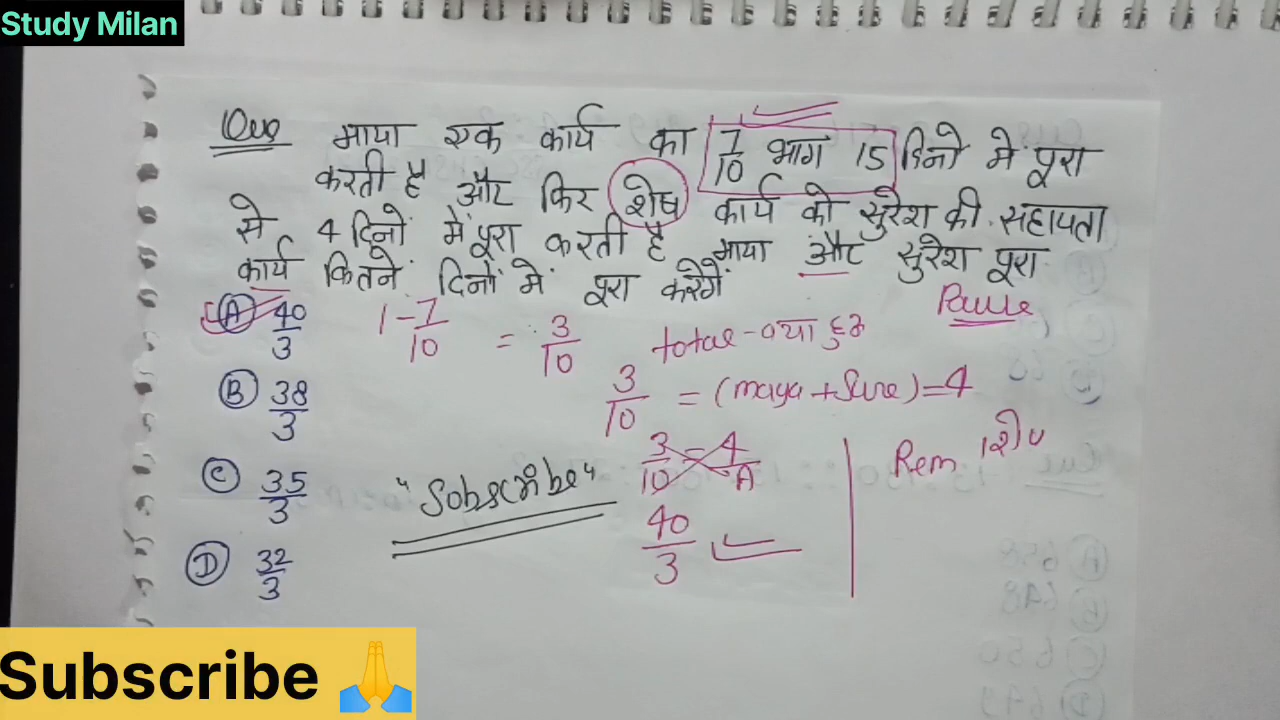 Study Milan
Que माया एक कार्य का 7/10 भाग 15 दिनो मे पूरा
करती है और फिर शेष कार्य को सुरेश की सहायता
से 4 दिनों में पूरा करती है माया और सुरेश पूरा
कार्य कितने दिनों में पूरा करेगें
(A) 40/3
1 - 7/10 = 3/10
total - क्या
Pause
(B) 38/3
3/10 = (maya + Sure) = 4
3/10 = 4/A
Rem
(C) 35/3
"Subscribe"
40/3
(D) 32/3
Subscribe 🙏